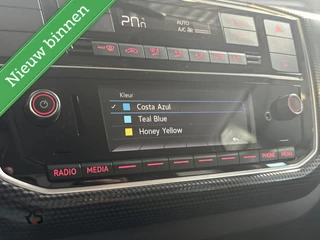 Nieuw binnen
AUTO
A/C
Kleur
✓ Costa Azul
Teal Blue
Honey Yellow
RADIO
MEDIA
PHONE
MENU